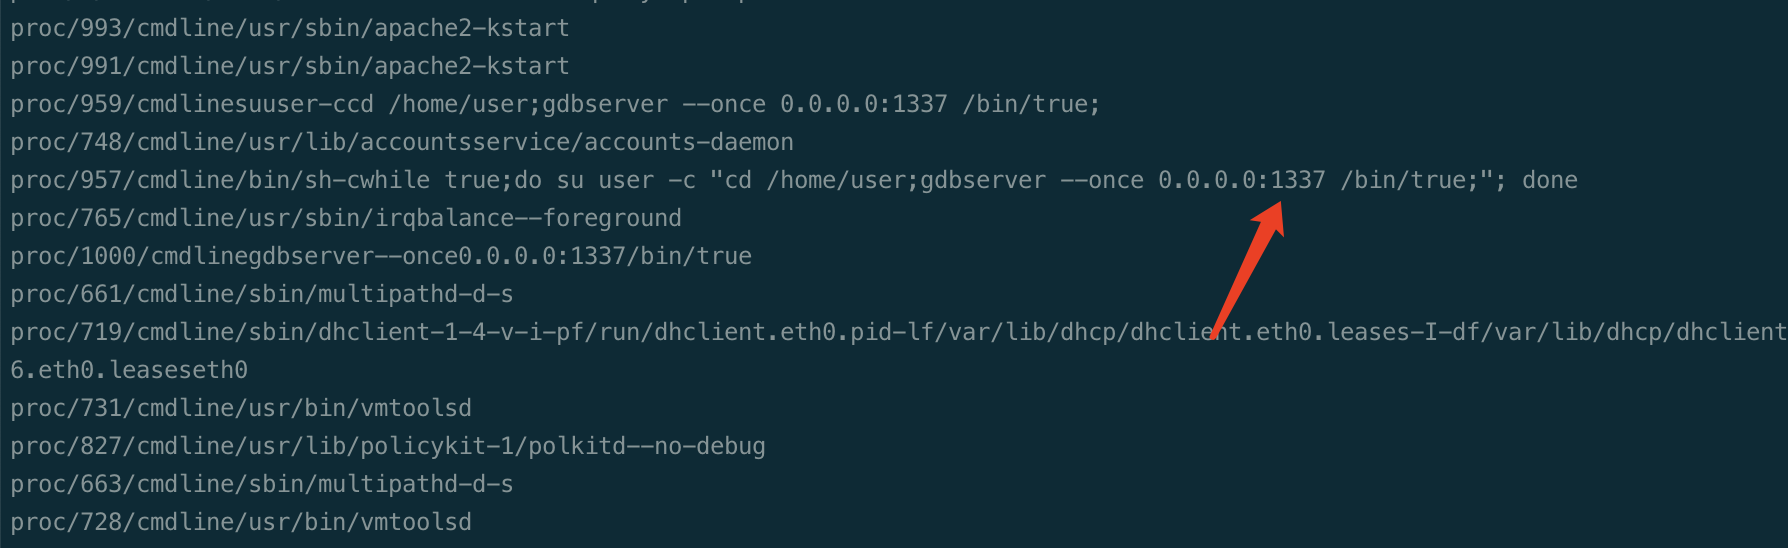 proc/993/cmdline/usr/sbin/apache2-kstart
proc/991/cmdline/usr/sbin/apache2-kstart
proc/959/cmdlinesuuser-ccd /home/user;gdbserver --once 0.0.0.0:1337 /bin/true;
proc/748/cmdline/usr/lib/accountsservice/accounts-daemon
proc/957/cmdline/bin/sh-cwhile true;do su user -c "cd /home/user;gdbserver --once 0.0.0.0:1337 /bin/true;"; done
proc/765/cmdline/usr/sbin/irqbalance--foreground
proc/1000/cmdlinegdbserver--once0.0.0.0:1337/bin/true
proc/661/cmdline/sbin/multipathd-d-s
proc/719/cmdline/sbin/dhclient-1-4-v-i-pf/run/dhclient.eth0.pid-lf/var/lib/dhcp/dhclient.eth0.leases-I-df/var/lib/dhcp/dhclient
6.eth0.leaseseth0
proc/731/cmdline/usr/bin/vmtoolsd
proc/827/cmdline/usr/lib/policykit-1/polkitd--no-debug
proc/663/cmdline/sbin/multipathd-d-s
proc/728/cmdline/usr/bin/vmtoolsd